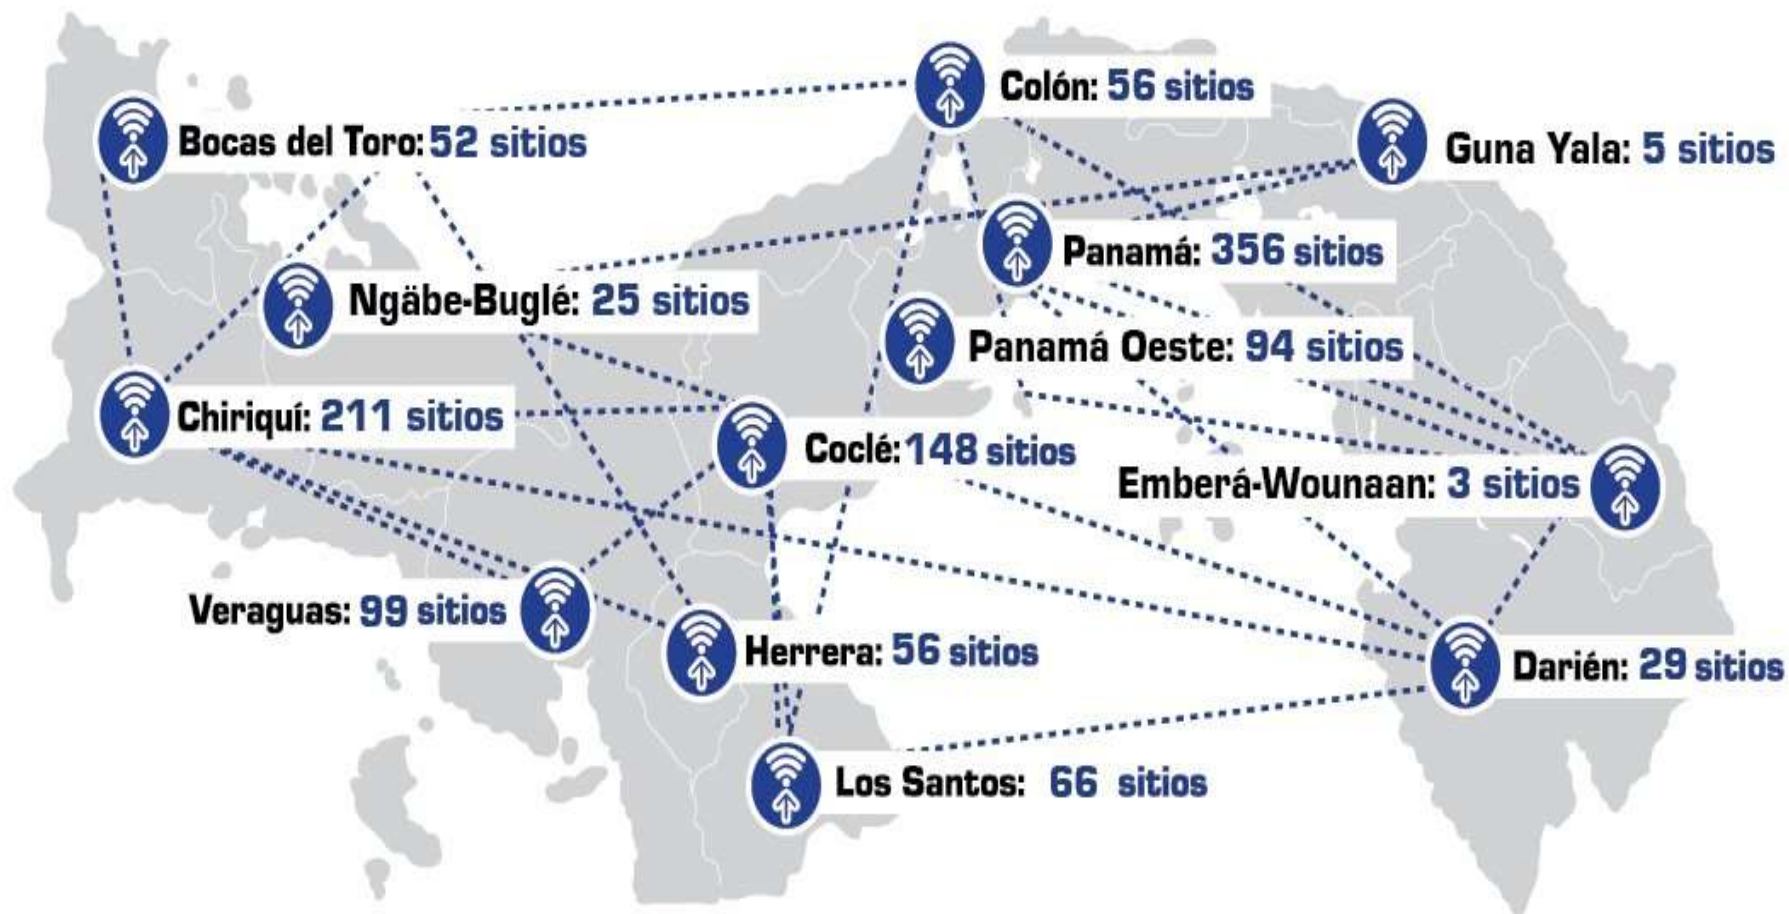 Colón: 56 sitios
Bocas del Toro: 52 sitios
Guna Yala: 5 sitios
Panamá: 356 sitios
Ngäbe-Buglé: 25 sitios
Panamá Oeste: 94 sitios
Chiriquí: 211 sitios
Coclé: 148 sitios
Emberá-Wounaan: 3 sitios
Veraguas: 99 sitios
Herrera: 56 sitios
Darién: 29 sitios
Los Santos: 66 sitios